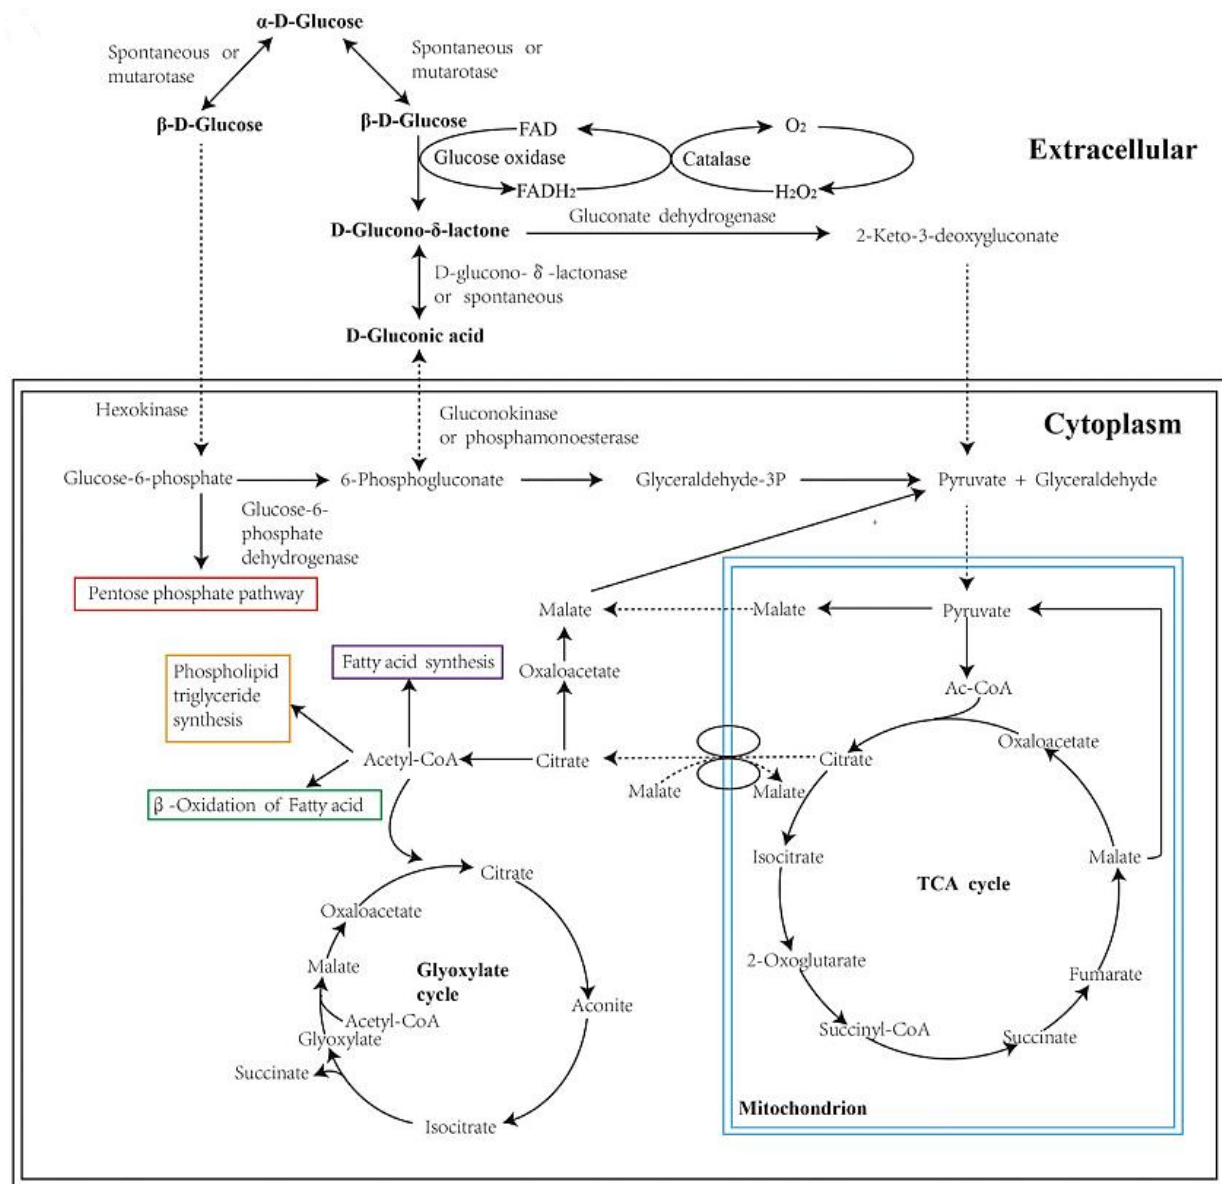 α-D-Glucose
Spontaneous or
mutarotase
Spontaneous or
mutarotase
β-D-Glucose
β-D-Glucose
FAD
O2
Glucose oxidase
Catalase
FADH2
H2O2
Extracellular
Gluconate dehydrogenase
D-Glucono-δ-lactone
2-Keto-3-deoxygluconate
D-glucono- δ -lactonase
or spontaneous
D-Gluconic acid
Hexokinase
Gluconokinase
or phosphamonoesterase
Cytoplasm
Glucose-6-phosphate
6-Phosphogluconate
Glyceraldehyde-3P
Pyruvate + Glyceraldehyde
Glucose-6-
phosphate
dehydrogenase
Pentose phosphate pathway
Malate
Malate
Pyruvate
Phospholipid
triglyceride
synthesis
Fatty acid synthesis
Oxaloacetate
Ac-CoA
Oxaloacetate
Acetyl-CoA
Citrate
Citrate
Malate
Malate
β -Oxidation of Fatty acid
Isocitrate
Malate
TCA cycle
Citrate
Oxaloacetate
2-Oxoglutarate
Fumarate
Malate
Glyoxylate
cycle
Aconite
Acetyl-CoA
Glyoxylate
Succinyl-CoA
Succinate
Succinate
Isocitrate
Mitochondrion